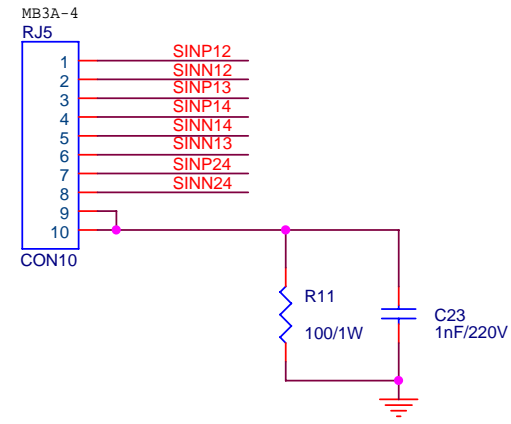 MB3A-4
RJ5
1 SINP12
2 SINN12
3 SINP13
4 SINP14
5 SINN14
6 SINN13
7 SINP24
8 SINN24
9
10
CON10
R11
100/1W
C23
1nF/220V